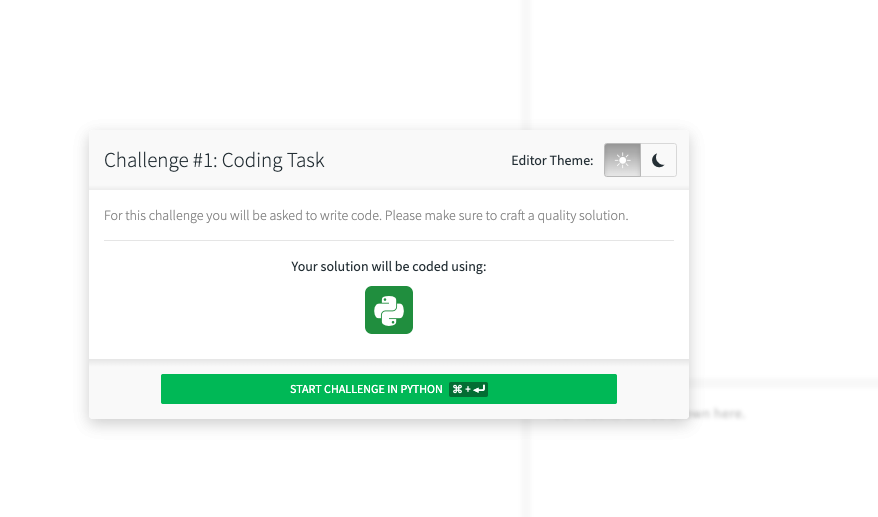 Challenge #1: Coding Task
Editor Theme:
For this challenge you will be asked to write code. Please make sure to craft a quality solution.
Your solution will be coded using:
START CHALLENGE IN PYTHON ⌘ + ↵
here.